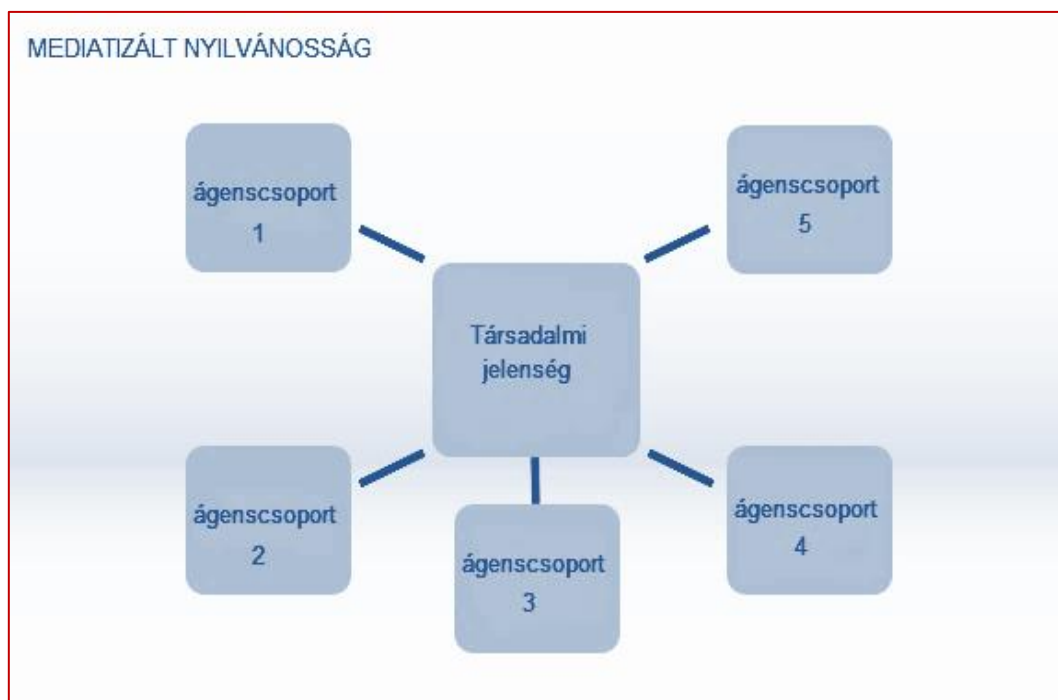 MEDIATIZÁLT NYILVÁNOSSÁG
ágenscsoport
1
ágenscsoport
5
Társadalmi
jelenség
ágenscsoport
2
ágenscsoport
3
ágenscsoport
4